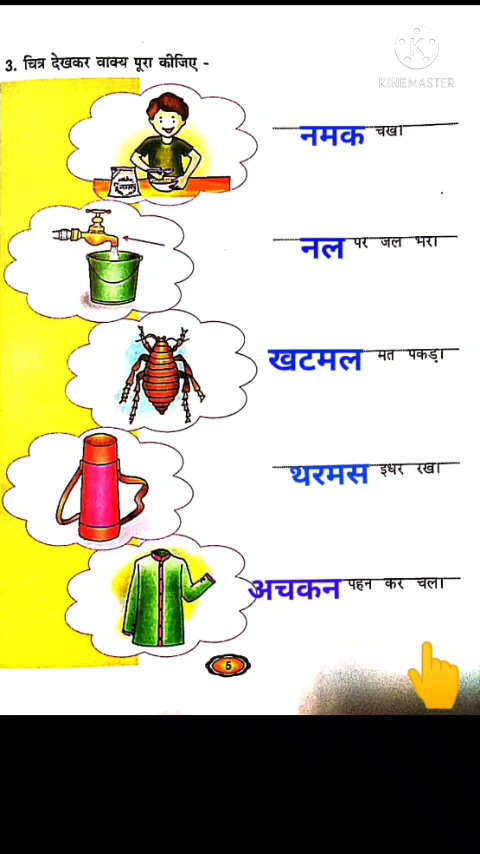 KINEMASTER
3. चित्र देखकर वाक्य पूरा कीजिए -
नमक चख।
नल पर जल भर।
खटमल मत पकड़।
थरमस इधर रख।
अचकन पहन कर चल।
5